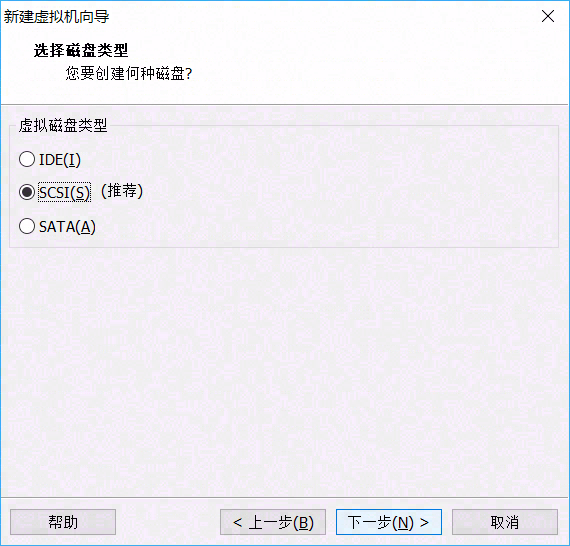 新建虚拟机向导
选择磁盘类型
您要创建何种磁盘?
虚拟磁盘类型
IDE(I)
SCSI(S) (推荐)
SATA(A)
帮助 < 上一步(B) 下一步(N) > 取消